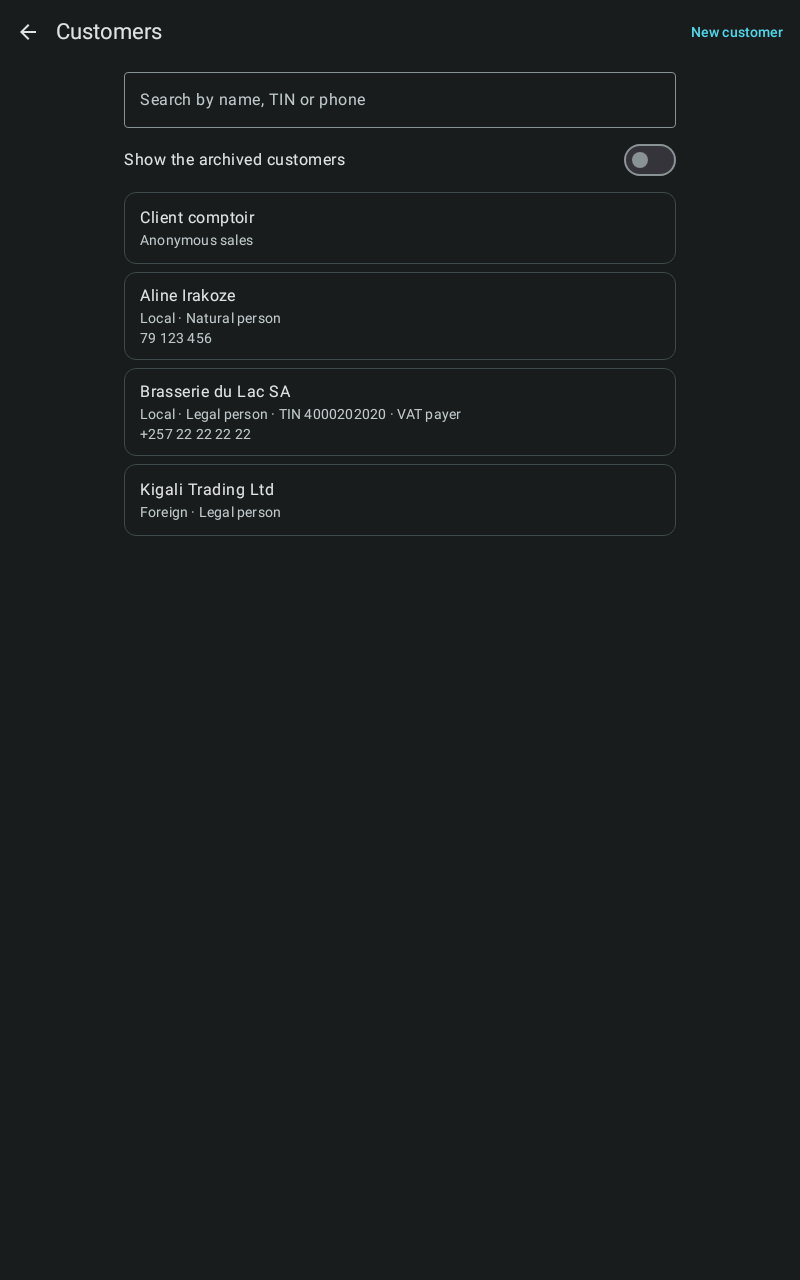 Customers
New customer
Search by name, TIN or phone
Show the archived customers
Client comptoir
Anonymous sales
Aline Irakoze
Local · Natural person
79 123 456
Brasserie du Lac SA
Local · Legal person · TIN 4000202020 · VAT payer
+257 22 22 22 22
Kigali Trading Ltd
Foreign · Legal person